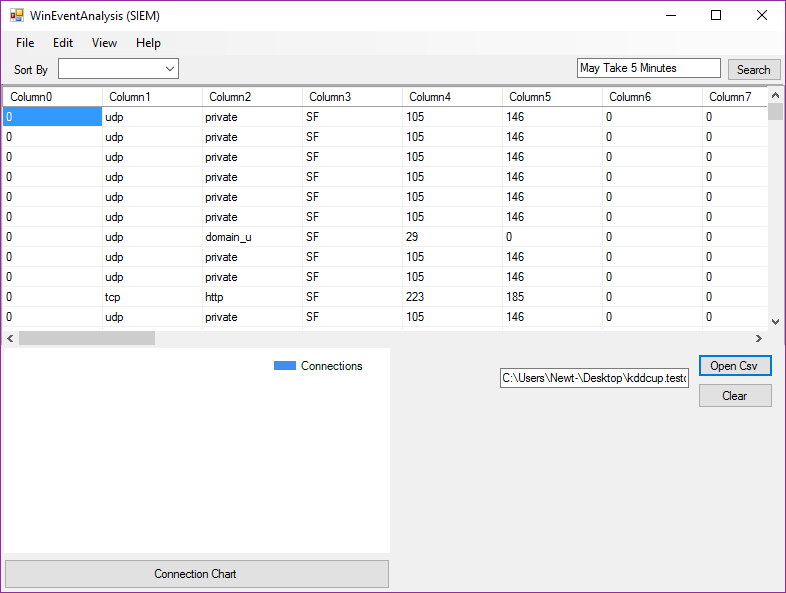 WinEventAnalysis (SIEM)
File Edit View Help
Sort By May Take 5 Minutes Search
Column0 Column1 Column2 Column3 Column4 Column5 Column6 Column7
0 udp private SF 105 146 0 0
0 udp private SF 105 146 0 0
0 udp private SF 105 146 0 0
0 udp private SF 105 146 0 0
0 udp private SF 105 146 0 0
0 udp private SF 105 146 0 0
0 udp domain_u SF 29 0 0 0
0 udp private SF 105 146 0 0
0 udp private SF 105 146 0 0
0 tcp http SF 223 185 0 0
0 udp private SF 105 146 0 0
Connections
Open Csv
C:\Users\Newt-\Desktop\kddcup.testd
Clear
Connection Chart